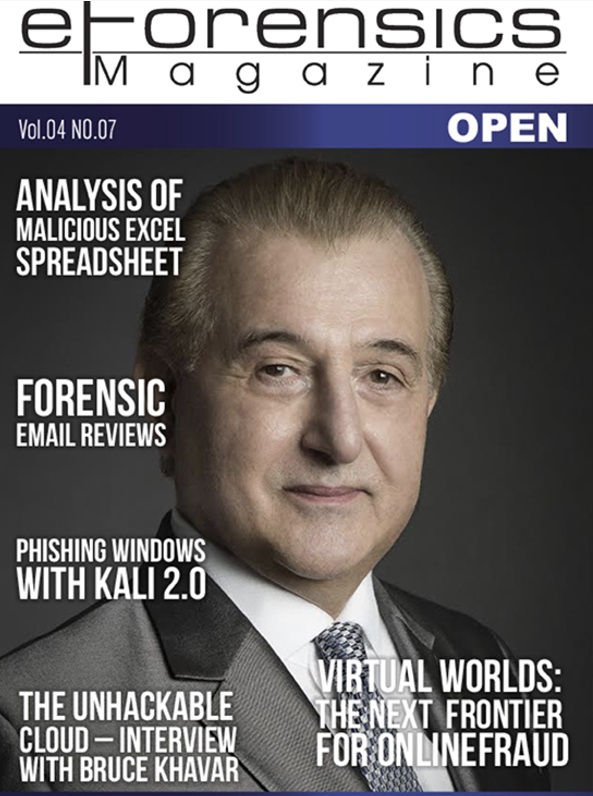 eForensics
Magazine
Vol.04 NO.07
OPEN
ANALYSIS OF
MALICIOUS EXCEL
SPREADSHEET
FORENSIC
EMAIL REVIEWS
PHISHING WINDOWS
WITH KALI 2.0
THE UNHACKABLE
CLOUD – INTERVIEW
WITH BRUCE KHAVAR
VIRTUAL WORLDS:
THE NEXT FRONTIER
FOR ONLINEFRAUD